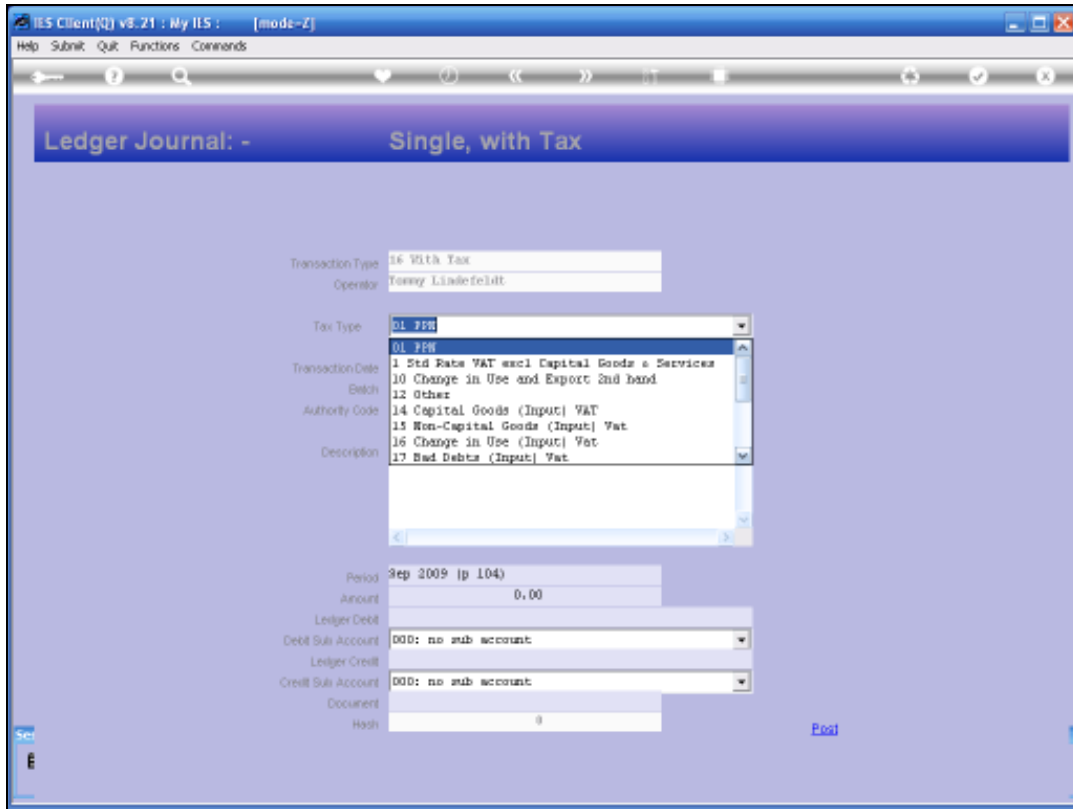 IES Client(Q) v8.21 : My IES : [mode-Z]
Help Submit Quit Functions Commands
Ledger Journal: - Single, with Tax
Transaction Type 16 With Tax
Operator Tommy Lindefeldt
Tax Type 01 PPN
01 PPN
1 Std Rate VAT excl Capital Goods & Services
Transaction Date
10 Change in Use and Export 2nd hand
Batch
12 Other
Authority Code
14 Capital Goods (Input) VAT
15 Non-Capital Goods (Input) Vat
16 Change in Use (Input) Vat
Description
17 Bad Debts (Input) Vat
Period Sep 2009 (p 104)
Amount 0.00
Ledger Debit
Debit Sub Account 000: no sub account
Ledger Credit
Credit Sub Account 000: no sub account
Document
Hash 0
Post